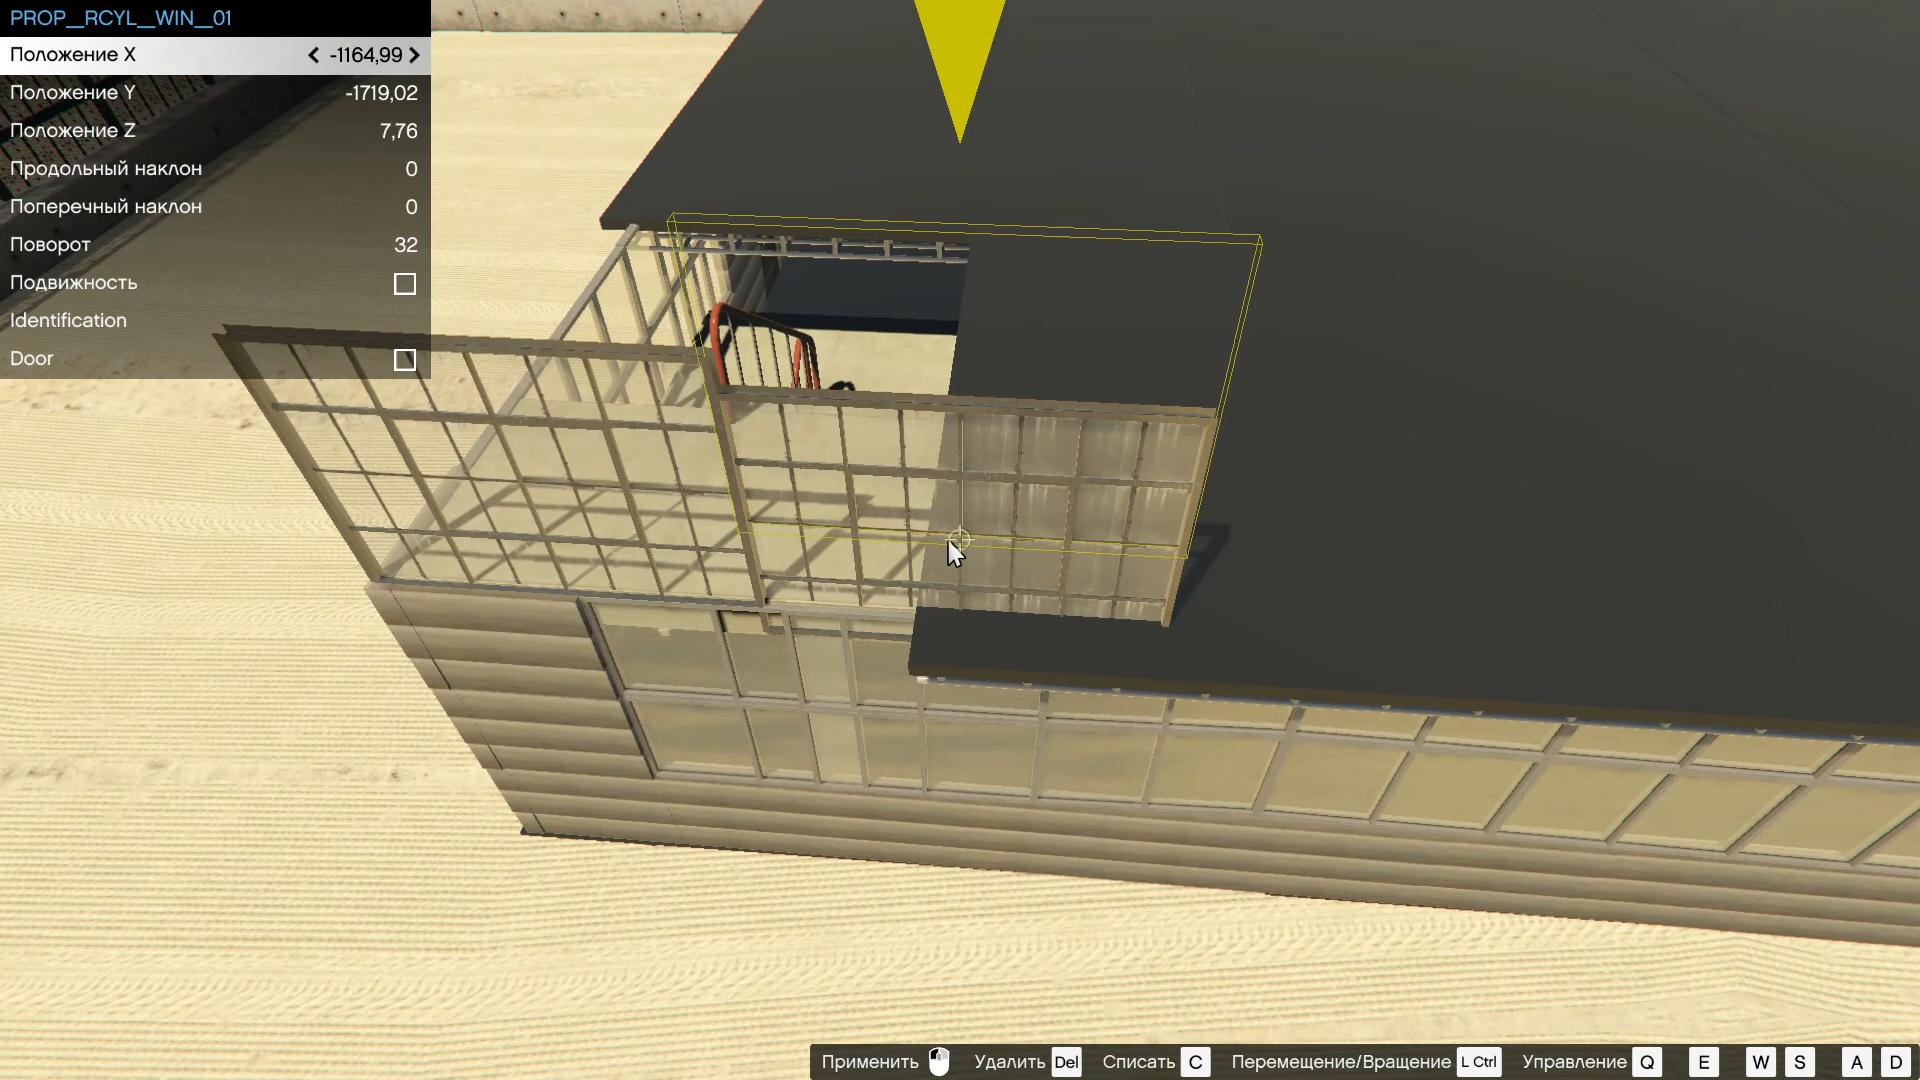 PROP__RCYL__WIN__01
Положение X -1164,99
Положение Y -1719,02
Положение Z 7,76
Продольный наклон 0
Поперечный наклон 0
Поворот 32
Подвижность
Identification
Door
Применить Удалить Del Списать C Перемещение/Вращение L Ctrl Управление Q E W S A D